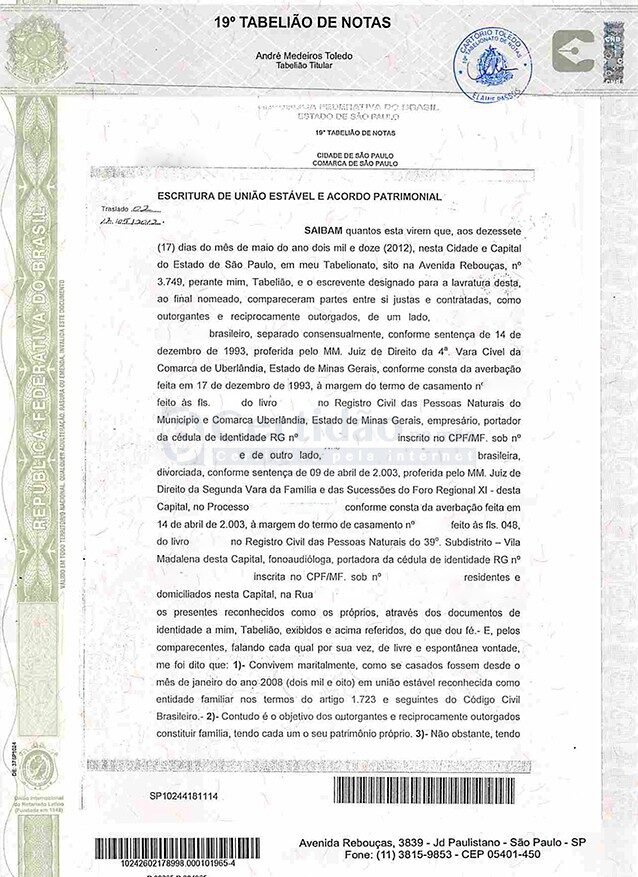 19º TABELIÃO DE NOTAS
André Medeiros Toledo
Tabelião Titular
CARTÓRIO TOLEDO
19º TABELIONATO DE NOTAS
REPÚBLICA FEDERATIVA DO BRASIL
ESTADO DE SÃO PAULO
19º TABELIÃO DE NOTAS
CIDADE DE SÃO PAULO
COMARCA DE SÃO PAULO
ESCRITURA DE UNIÃO ESTÁVEL E ACORDO PATRIMONIAL
Traslado 02
17/05/2012.
SAIBAM quantos esta virem que, aos dezessete
(17) dias do mês de maio do ano dois mil e doze (2012), nesta Cidade e Capital
do Estado de São Paulo, em meu Tabelionato, sito na Avenida Rebouças, nº
3.749, perante mim, Tabelião, e o escrevente designado para a lavratura desta,
ao final nomeado, compareceram partes entre si justas e contratadas, como
outorgantes e reciprocamente outorgados, de um lado,
brasileiro, separado consensualmente, conforme sentença de 14 de
dezembro de 1993, proferida pelo MM. Juiz de Direito da 4ª. Vara Cível da
Comarca de Uberlândia, Estado de Minas Gerais, conforme consta da averbação
feita em 17 de dezembro de 1993, à margem do termo de casamento nº
feito às fls. do livro no Registro Civil das Pessoas Naturais do
Município e Comarca Uberlândia, Estado de Minas Gerais, empresário, portador
da cédula de identidade RG nº inscrito no CPF/MF. sob nº
e de outro lado, brasileira,
divorciada, conforme sentença de 09 de abril de 2.003, proferida pelo MM. Juiz de
Direito da Segunda Vara da Família e das Sucessões do Foro Regional XI - desta
Capital, no Processo conforme consta da averbação feita em
14 de abril de 2.003, à margem do termo de casamento nº feito às fls. 048,
do livro no Registro Civil das Pessoas Naturais do 39º. Subdistrito – Vila
Madalena desta Capital, fonoaudióloga, portadora da cédula de identidade RG nº
inscrita no CPF/MF. sob nº residentes e
domiciliados nesta Capital, na Rua
os presentes reconhecidos como os próprios, através dos documentos de
identidade a mim, Tabelião, exibidos e acima referidos, do que dou fé.- E, pelos
comparecentes, falando cada qual por sua vez, de livre e espontânea vontade,
me foi dito que: 1)- Convivem maritalmente, como se casados fossem desde o
mês de janeiro do ano 2008 (dois mil e oito) em união estável reconhecida como
entidade familiar nos termos do artigo 1.723 e seguintes do Código Civil
Brasileiro.- 2)- Contudo é o objetivo dos outorgantes e reciprocamente outorgados
constituir família, tendo cada um o seu patrimônio próprio. 3)- Não obstante, tendo
Certidão
pela internet
REPÚBLICA FEDERATIVA DO BRASIL
VÁLIDO EM TODO TERRITÓRIO NACIONAL. QUALQUER ADULTERAÇÃO, RASURA OU EMENDA, INVALIDA ESTE DOCUMENTO
União Internacional
do Notariado Latino
(Fundada em 1948)
SP10244181114
10242602178998.000101965-4
Avenida Rebouças, 3839 - Jd Paulistano - São Paulo - SP
Fone: (11) 3815-9853 - CEP 05401-450